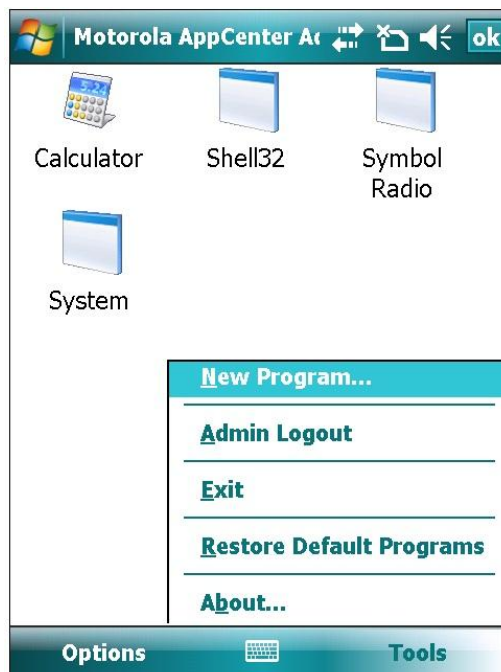 Motorola AppCenter Ac
ok
Calculator
Shell32
Symbol
Radio
System
New Program...
Admin Logout
Exit
Restore Default Programs
About...
Options
Tools